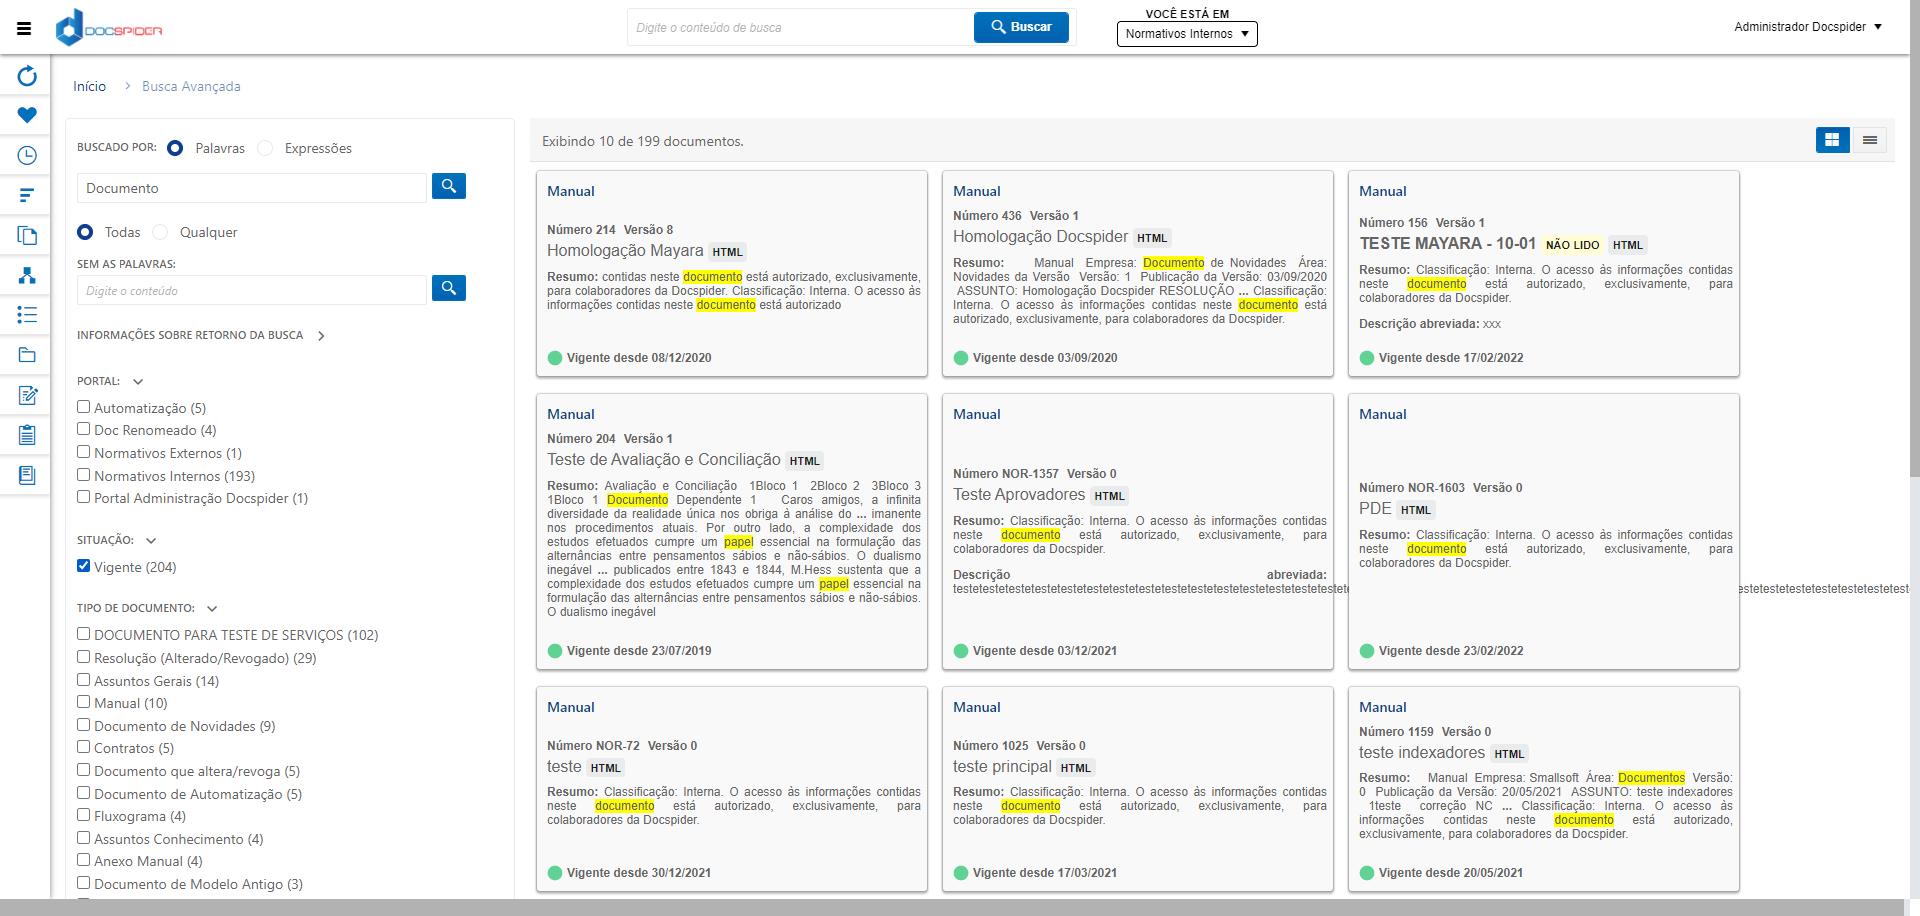 DOCSPIDER
Digite o conteúdo de busca
Buscar
VOCÊ ESTÁ EM
Normativos Internos ▼
Administrador Docspider ▼
Início > Busca Avançada
BUSCADO POR: Palavras Expressões
Documento
Todas Qualquer
SEM AS PALAVRAS:
Digite o conteúdo
INFORMAÇÕES SOBRE RETORNO DA BUSCA
PORTAL:
Automatização (5)
Doc Renomeado (4)
Normativos Externos (1)
Normativos Internos (193)
Portal Administração Docspider (1)
SITUAÇÃO:
Vigente (204)
TIPO DE DOCUMENTO:
DOCUMENTO PARA TESTE DE SERVIÇOS (102)
Resolução (Alterado/Revogado) (29)
Assuntos Gerais (14)
Manual (10)
Documento de Novidades (9)
Contratos (5)
Documento que altera/revoga (5)
Documento de Automatização (5)
Fluxograma (4)
Assuntos Conhecimento (4)
Anexo Manual (4)
Documento de Modelo Antigo (3)
Exibindo 10 de 199 documentos.
Manual
Número 214 Versão 8
Homologação Mayara HTML
Resumo: contidas neste documento está autorizado, exclusivamente,
para colaboradores da Docspider. Classificação: Interna. O acesso às
informações contidas neste documento está autorizado
Vigente desde 08/12/2020
Manual
Número 436 Versão 1
Homologação Docspider HTML
Resumo: Manual Empresa: Documento de Novidades Área:
Novidades da Versão Versão: 1 Publicação da Versão: 03/09/2020
ASSUNTO: Homologação Docspider RESOLUÇÃO ... Classificação:
Interna. O acesso às informações contidas neste documento está
autorizado, exclusivamente, para colaboradores da Docspider.
Vigente desde 03/09/2020
Manual
Número 156 Versão 1
TESTE MAYARA - 10-01 NÃO LIDO HTML
Resumo: Classificação: Interna. O acesso às informações contidas
neste documento está autorizado, exclusivamente, para
colaboradores da Docspider.
Descrição abreviada: xxx
Vigente desde 17/02/2022
Manual
Número 204 Versão 1
Teste de Avaliação e Conciliação HTML
Resumo: Avaliação e Conciliação 1Bloco 1 2Bloco 2 3Bloco 3
1Bloco 1 Documento Dependente 1 Caros amigos, a infinita
diversidade da realidade única nos obriga à análise do ... imanente
nos procedimentos atuais. Por outro lado, a complexidade dos
estudos efetuados cumpre um papel essencial na formulação das
alternâncias entre pensamentos sábios e não-sábios. O dualismo
inegável ... publicados entre 1843 e 1844, M.Hess sustenta que a
complexidade dos estudos efetuados cumpre um papel essencial na
formulação das alternâncias entre pensamentos sábios e não-sábios.
O dualismo inegável
Vigente desde 23/07/2019
Manual
Número NOR-1357 Versão 0
Teste Aprovadores HTML
Resumo: Classificação: Interna. O acesso às informações contidas
neste documento está autorizado, exclusivamente, para
colaboradores da Docspider.
Descrição abreviada:
testetestetestetestetestetestetestetestetestetestetestetestetestetestetestetestete
Vigente desde 03/12/2021
Manual
Número NOR-1603 Versão 0
PDE HTML
Resumo: Classificação: Interna. O acesso às informações contidas
neste documento está autorizado, exclusivamente, para
colaboradores da Docspider.
estetestetestetestetestetestetestetest
Vigente desde 23/02/2022
Manual
Número NOR-72 Versão 0
teste HTML
Resumo: Classificação: Interna. O acesso às informações contidas
neste documento está autorizado, exclusivamente, para
colaboradores da Docspider.
Vigente desde 30/12/2021
Manual
Número 1025 Versão 0
teste principal HTML
Resumo: Classificação: Interna. O acesso às informações contidas
neste documento está autorizado, exclusivamente, para
colaboradores da Docspider.
Vigente desde 17/03/2021
Manual
Número 1159 Versão 0
teste indexadores HTML
Resumo: Manual Empresa: Smallsoft Área: Documentos Versão:
0 Publicação da Versão: 20/05/2021 ASSUNTO: teste indexadores
1teste correção NC ... Classificação: Interna. O acesso às
informações contidas neste documento está autorizado,
exclusivamente, para colaboradores da Docspider.
Vigente desde 20/05/2021